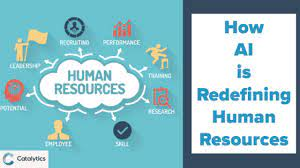 RECRUITING
PERFORMANCE
LEADERSHIP
TRAINING
HUMAN
RESOURCES
POTENTIAL
RESEARCH
EMPLOYEE
SKILL
Catalytics
How
AI
is
Redefining
Human
Resources